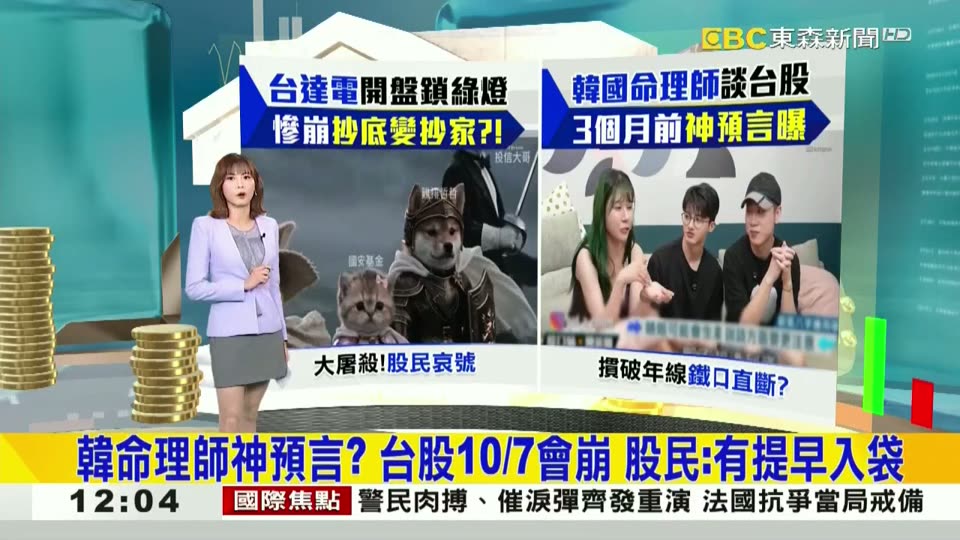 EBC東森新聞HD
台達電開盤鎖綠燈
慘崩抄底變抄家?!
韓國命理師談台股
3個月前神預言曝
投信大哥
國安基金
大屠殺!股民哀號
摜破年線鐵口直斷?
韓命理師神預言? 台股10/7會崩 股民:有提早入袋
12:04 國際焦點 警民肉搏、催淚彈齊發重演 法國抗爭當局戒備